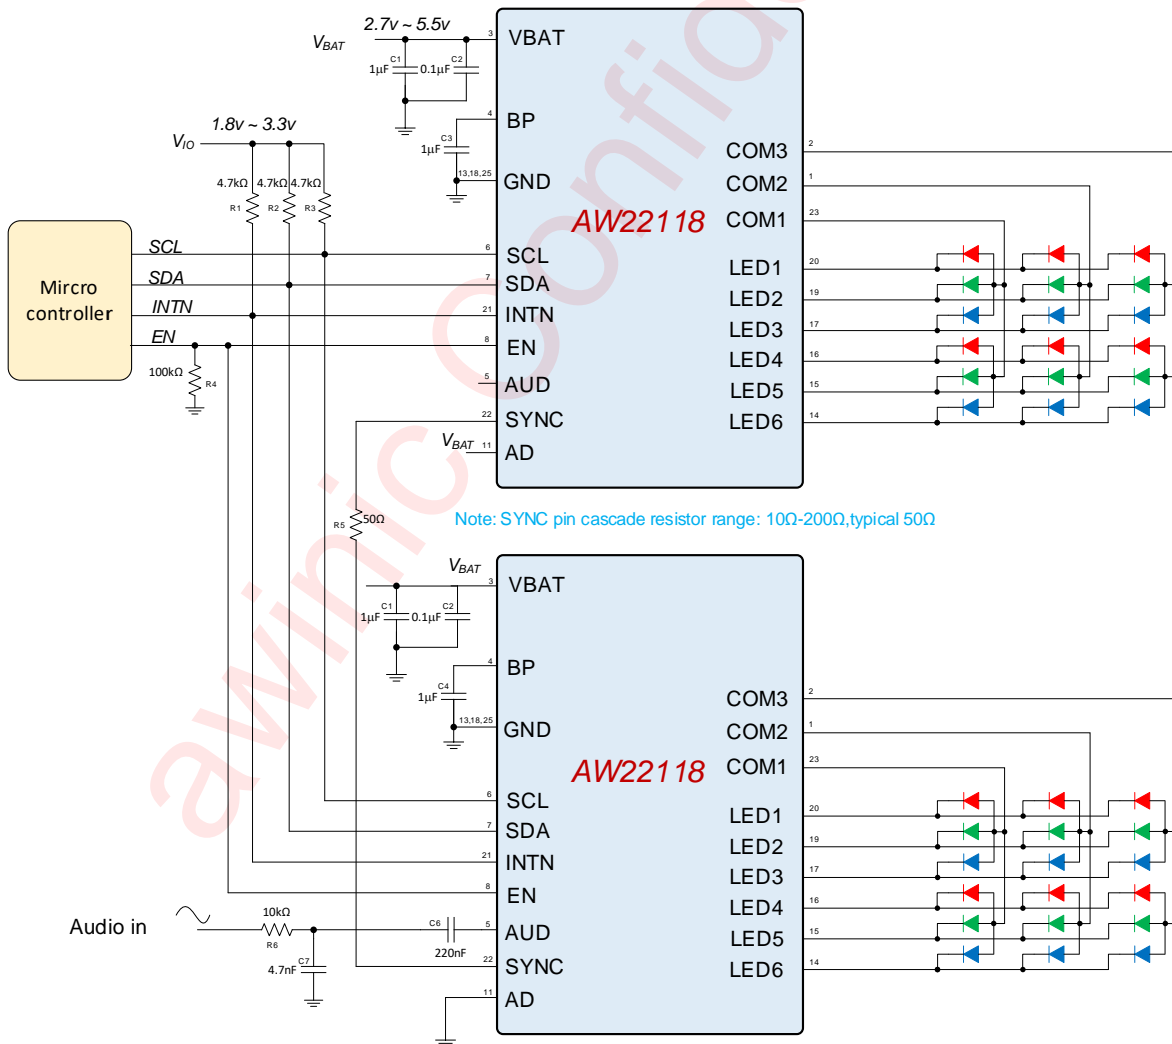 2.7v ~ 5.5v
VBAT
3
VBAT
C1
1µF
C2
0.1µF
4
BP
C3
1µF
13,18,25
GND
1.8v ~ 3.3v
VIO
4.7kΩ
4.7kΩ
4.7kΩ
R1
R2
R3
AW22118
COM3
2
COM2
1
COM1
23
Mircro
controller
SCL
6
SCL
SDA
7
SDA
INTN
21
INTN
EN
8
EN
100kΩ
R4
5
AUD
22
SYNC
VBAT
11
AD
LED1
20
LED2
19
LED3
17
LED4
16
LED5
15
LED6
14
R5
50Ω
Note: SYNC pin cascade resistor range: 10Ω-200Ω,typical 50Ω
VBAT
3
VBAT
C1
1µF
C2
0.1µF
4
BP
C4
1µF
13,18,25
GND
AW22118
COM3
2
COM2
1
COM1
23
6
SCL
7
SDA
21
INTN
8
EN
Audio in
10kΩ
R6
C7
4.7nF
C6
220nF
5
AUD
22
SYNC
11
AD
LED1
20
LED2
19
LED3
17
LED4
16
LED5
15
LED6
14
awinic Confid